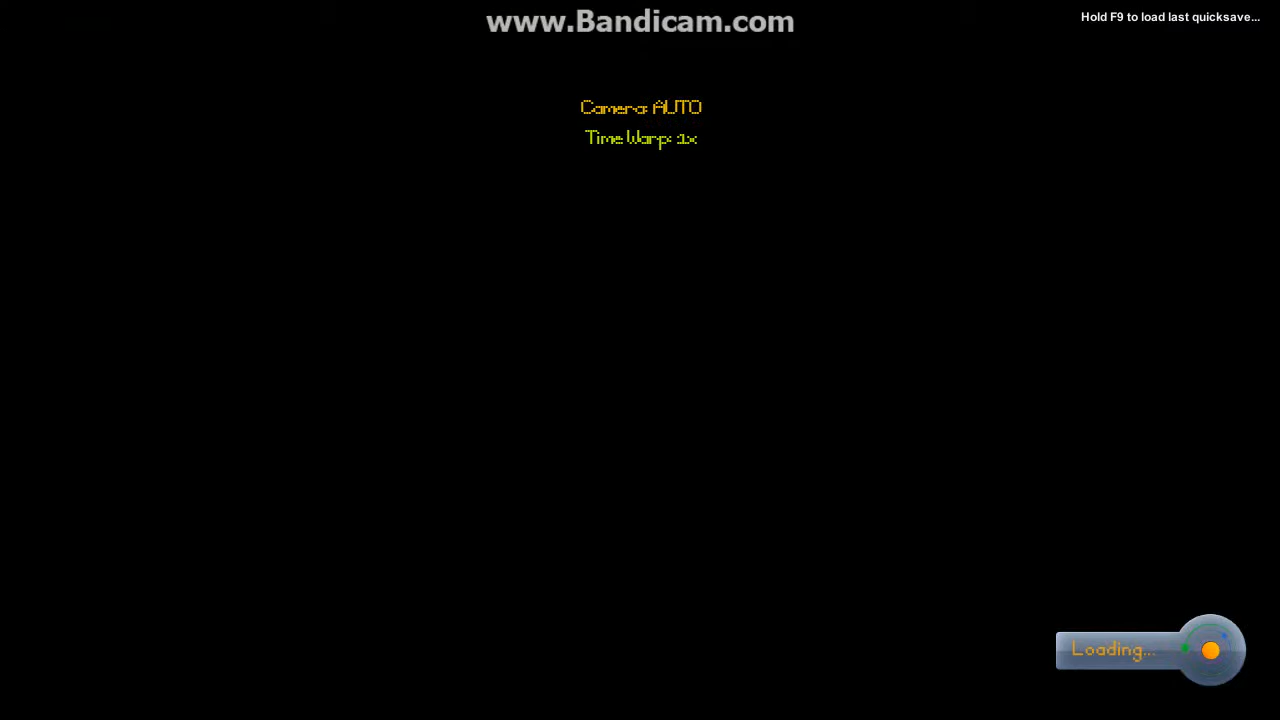 www.Bandicam.com
Hold F9 to load last quicksave...
Camera: AUTO
Time Warp: 1x
Loading...